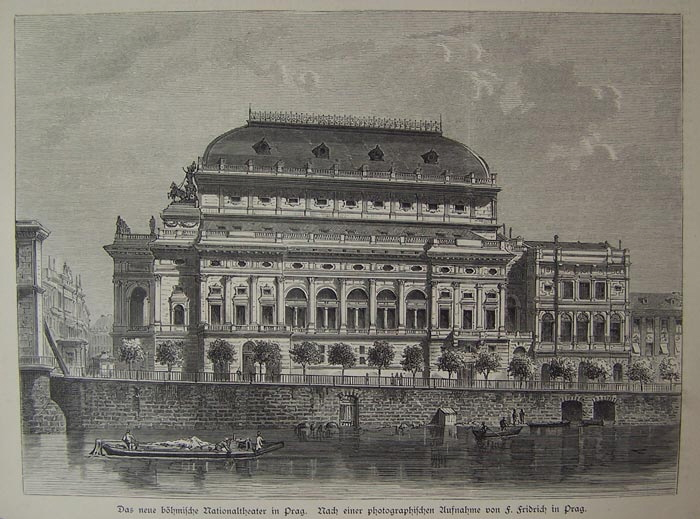 Das neue böhmische Nationaltheater in Prag. Nach einer photographischen Aufnahme von F. Fridrich in Prag.